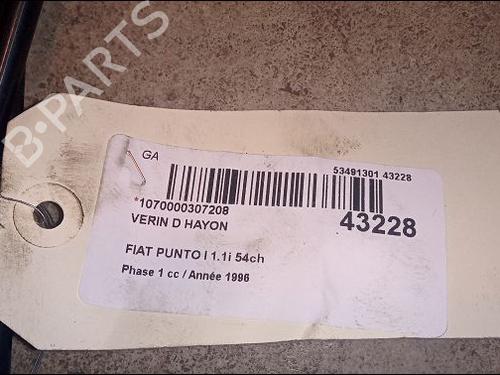 B-PARTS
GA
53491301 43228
*1070000307208
VERIN D HAYON
43228
FIAT PUNTO I 1.1i 54ch
Phase 1 cc / Année 1996